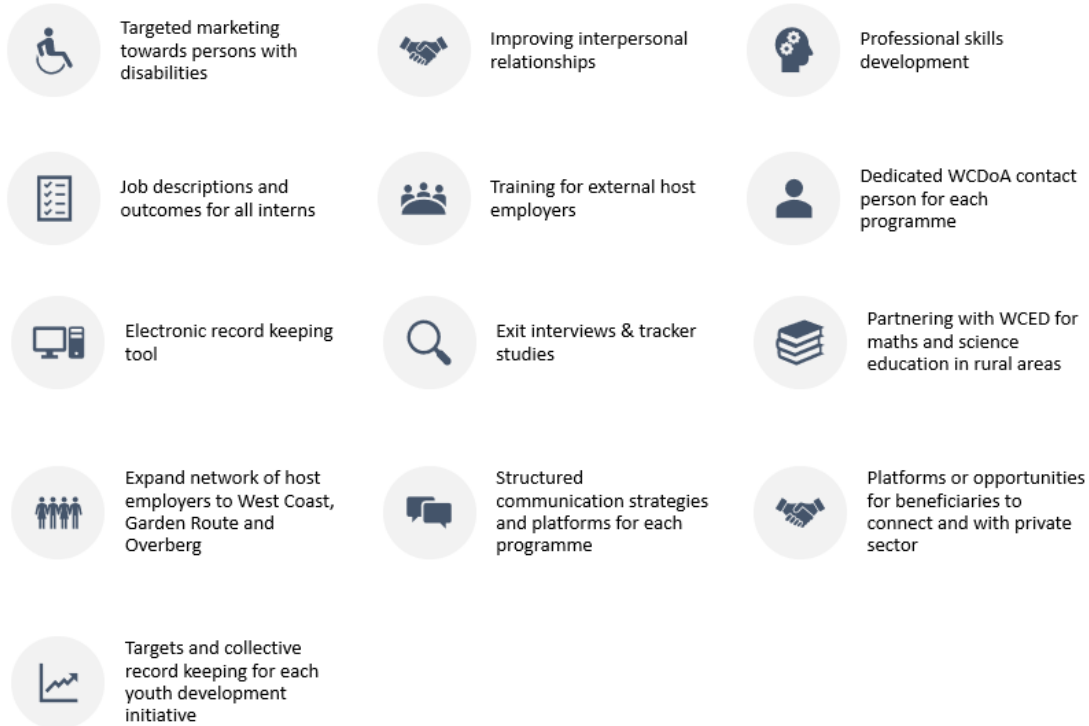 Targeted marketing
towards persons with
disabilities
Improving interpersonal
relationships
Professional skills
development
Job descriptions and
outcomes for all interns
Training for external host
employers
Dedicated WCDoA contact
person for each
programme
Electronic record keeping
tool
Exit interviews & tracker
studies
Partnering with WCED for
maths and science
education in rural areas
Expand network of host
employers to West Coast,
Garden Route and
Overberg
Structured
communication strategies
and platforms for each
programme
Platforms or opportunities
for beneficiaries to
connect and with private
sector
Targets and collective
record keeping for each
youth development
initiative